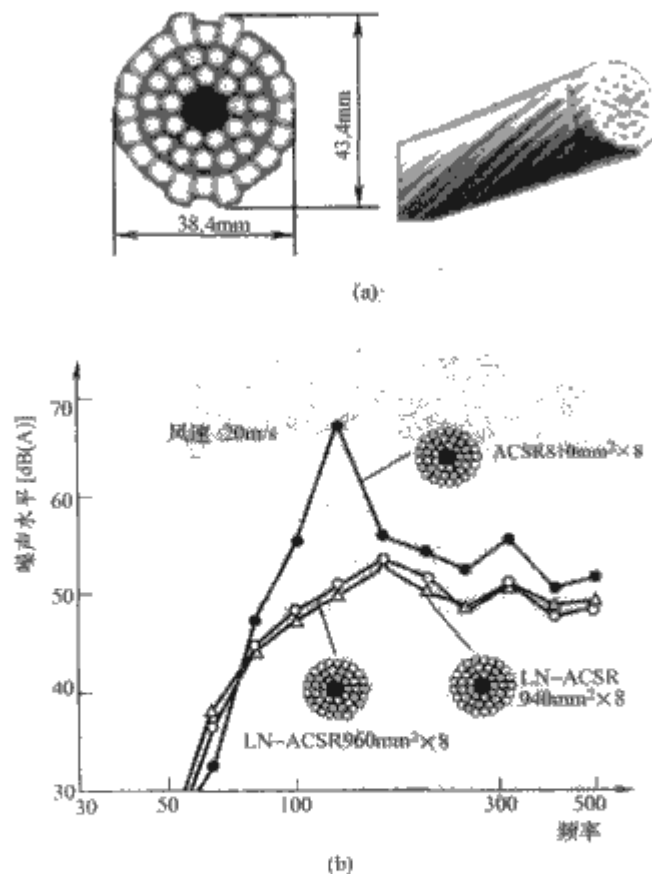 43,4mm
38,4mm
(a)
70
风速 20m/s
ACSR810mm²×8
噪声水平 [dB(A)]
60
50
LN-ACSR
940mm²×8
40
LN-ACSR960mm²×8
30
30 50 100 300 500
频率
(b)